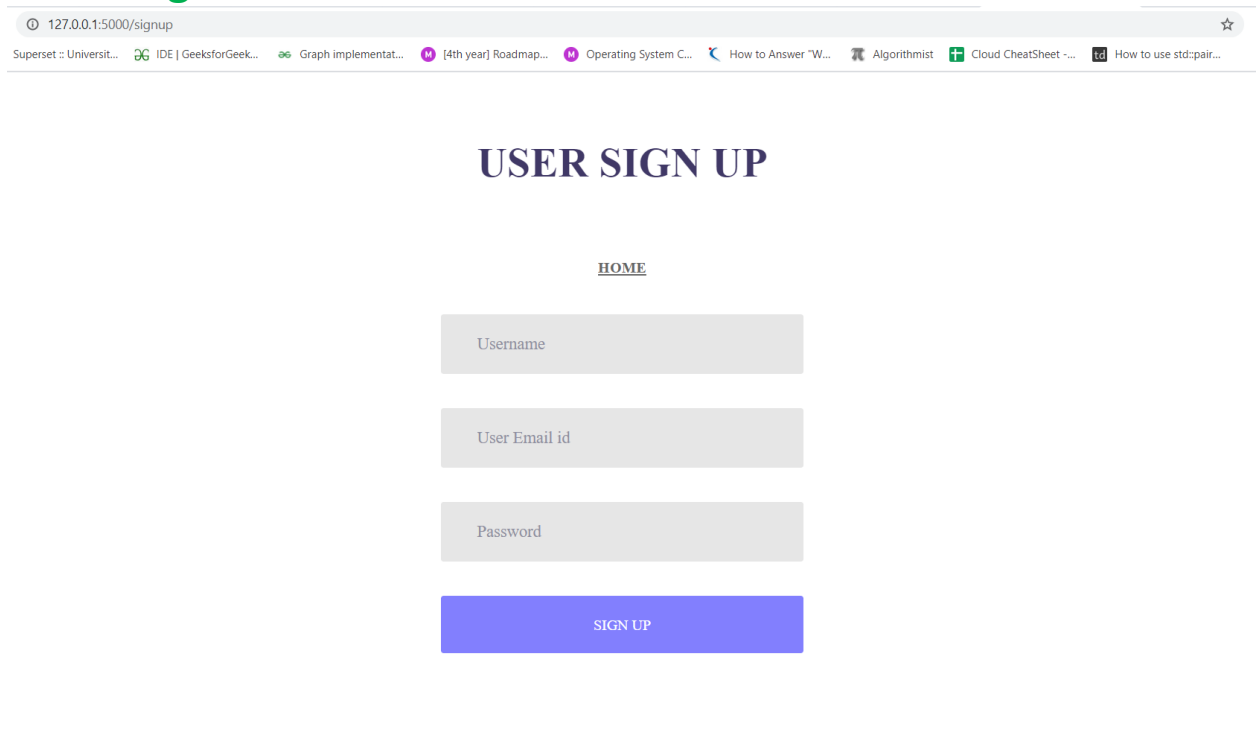 127.0.0.1:5000/signup
Superset :: Universit... IDE | GeeksforGeek... Graph implementat... M [4th year] Roadmap... M Operating System C... How to Answer "W... Algorithmist Cloud CheatSheet -... td How to use std::pair...
USER SIGN UP
HOME
Username
User Email id
Password
SIGN UP